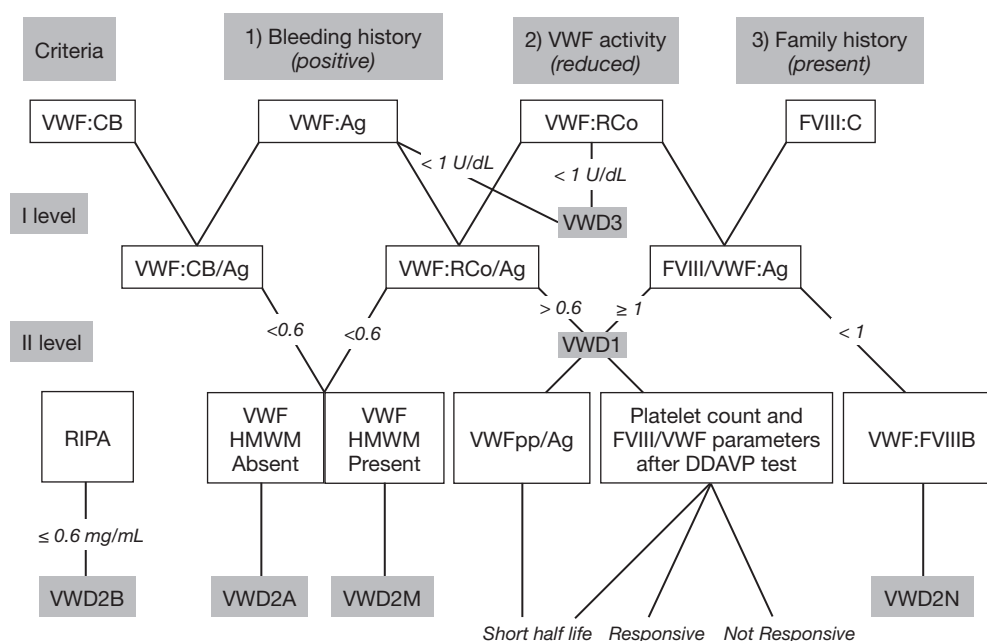 Criteria
1) Bleeding history
(positive)
2) VWF activity
(reduced)
3) Family history
(present)
VWF:CB
VWF:Ag
VWF:RCo
FVIII:C
< 1 U/dL
< 1 U/dL
I level
VWD3
VWF:CB/Ag
VWF:RCo/Ag
FVIII/VWF:Ag
<0.6
<0.6
> 0.6
≥ 1
< 1
II level
VWD1
RIPA
VWF
HMWM
Absent
VWF
HMWM
Present
VWFpp/Ag
Platelet count and
FVIII/VWF parameters
after DDAVP test
VWF:FVIIIB
≤ 0.6 mg/mL
VWD2B
VWD2A
VWD2M
VWD2N
Short half life
Responsive
Not Responsive